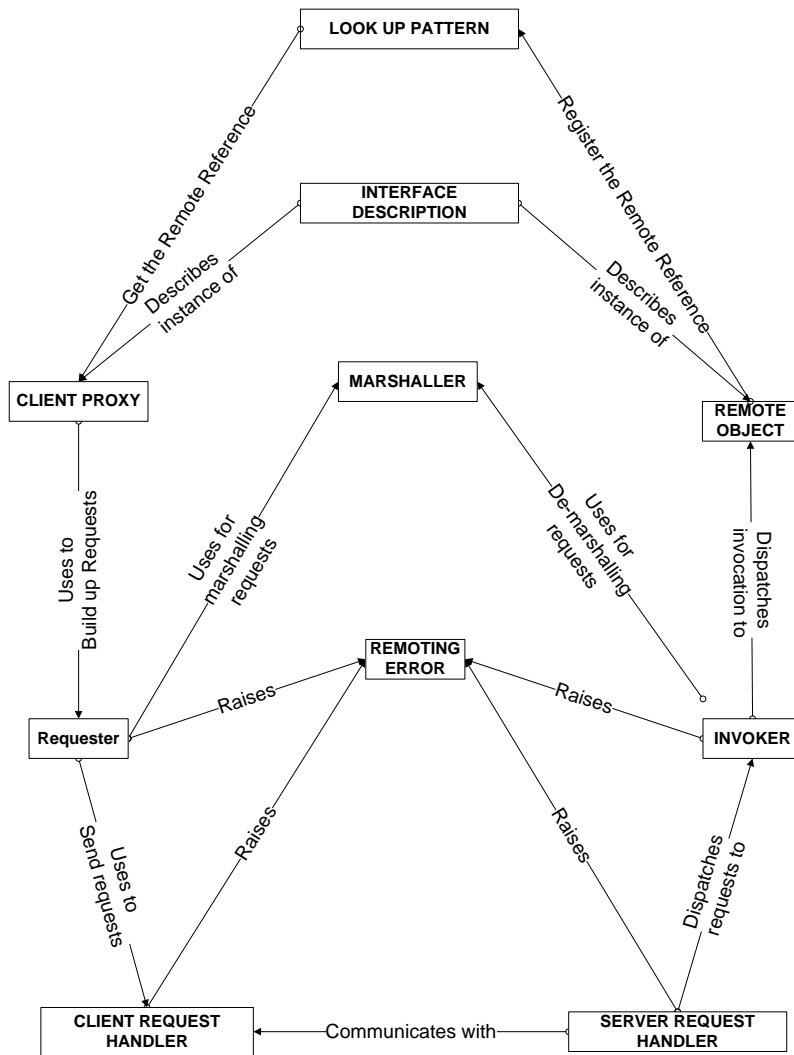 LOOK UP PATTERN
Get the Remote Reference
Register the Remote Reference
INTERFACE
DESCRIPTION
Describes
instance of
Describes
instance of
CLIENT PROXY
MARSHALLER
REMOTE
OBJECT
Uses to
Build up Requests
Uses for
marshalling
requests
Uses for
De-marshalling
requests
Dispatches
invocation to
REMOTING
ERROR
Raises
Raises
Requester
INVOKER
Uses to
Send requests
Raises
Raises
Dispatches
requests to
CLIENT REQUEST
HANDLER
Communicates with
SERVER REQUEST
HANDLER